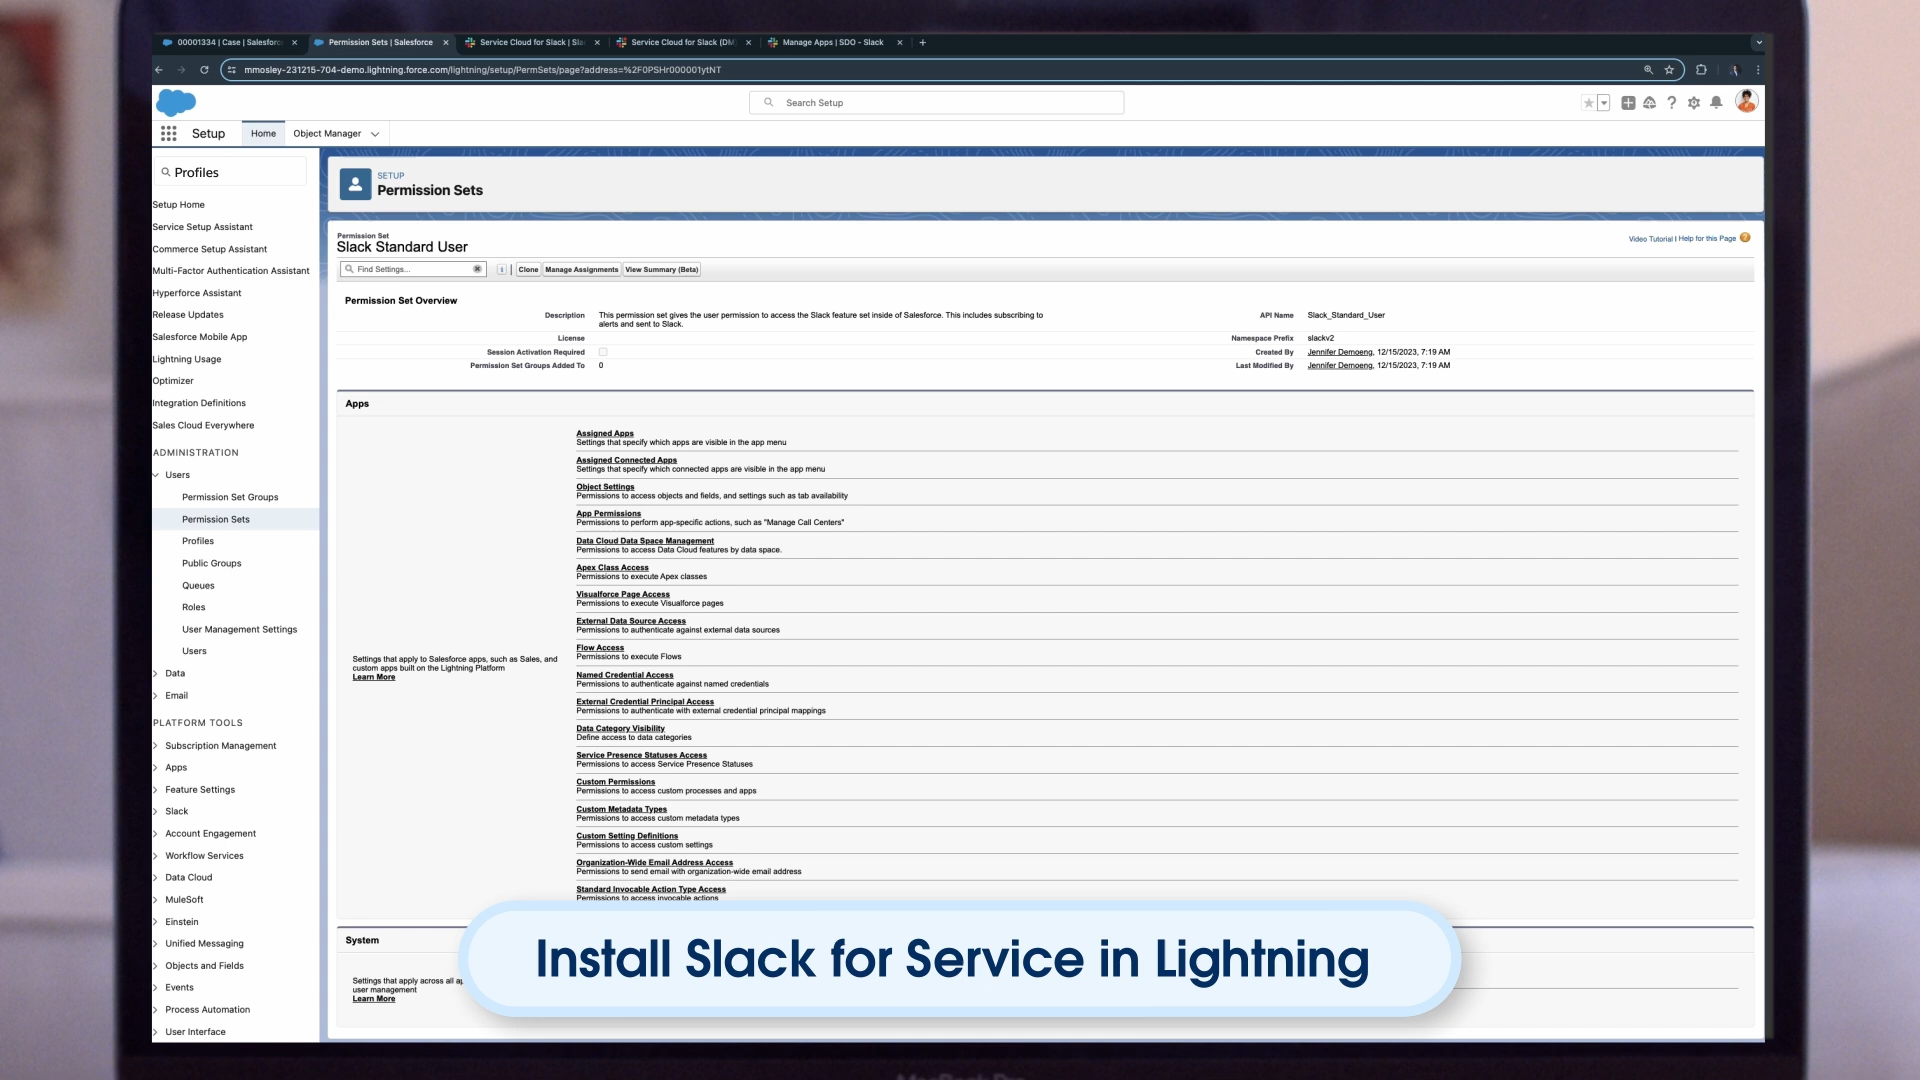 00001334 | Case | Salesforc
Permission Sets | Salesforce
Service Cloud for Slack | Sla
Service Cloud for Slack (DM)
Manage Apps | SDO - Slack
mmosley-231215-704-demo.lightning.force.com/lightning/setup/PermSets/page?address=%2F0PSHr000001ytNT
Search Setup
Setup
Home
Object Manager
Profiles
Setup Home
Service Setup Assistant
Commerce Setup Assistant
Multi-Factor Authentication Assistant
Hyperforce Assistant
Release Updates
Salesforce Mobile App
Lightning Usage
Optimizer
Integration Definitions
Sales Cloud Everywhere
ADMINISTRATION
Users
Permission Set Groups
Permission Sets
Profiles
Public Groups
Queues
Roles
User Management Settings
Users
Data
Email
PLATFORM TOOLS
Subscription Management
Apps
Feature Settings
Slack
Account Engagement
Workflow Services
Data Cloud
MuleSoft
Einstein
Unified Messaging
Objects and Fields
Events
Process Automation
User Interface
SETUP
Permission Sets
Permission Set
Slack Standard User
Video Tutorial | Help for this Page
Find Settings...
Clone
Manage Assignments
View Summary (Beta)
Permission Set Overview
Description This permission set gives the user permission to access the Slack feature set inside of Salesforce. This includes subscribing to
alerts and sent to Slack.
API Name Slack_Standard_User
License
Namespace Prefix slackv2
Session Activation Required
Created By Jennifer Demoeng, 12/15/2023, 7:19 AM
Permission Set Groups Added To 0
Last Modified By Jennifer Demoeng, 12/15/2023, 7:19 AM
Apps
Settings that apply to Salesforce apps, such as Sales, and
custom apps built on the Lightning Platform
Learn More
Assigned Apps
Settings that specify which apps are visible in the app menu
Assigned Connected Apps
Settings that specify which connected apps are visible in the app menu
Object Settings
Permissions to access objects and fields, and settings such as tab availability
App Permissions
Permissions to perform app-specific actions, such as "Manage Call Centers"
Data Cloud Data Space Management
Permissions to access Data Cloud features by data space.
Apex Class Access
Permissions to execute Apex classes
Visualforce Page Access
Permissions to execute Visualforce pages
External Data Source Access
Permissions to authenticate against external data sources
Flow Access
Permissions to execute Flows
Named Credential Access
Permissions to authenticate against named credentials
External Credential Principal Access
Permissions to authenticate with external credential principal mappings
Data Category Visibility
Define access to data categories
Service Presence Statuses Access
Permissions to access Service Presence Statuses
Custom Permissions
Permissions to access custom processes and apps
Custom Metadata Types
Permissions to access custom metadata types
Custom Setting Definitions
Permissions to access custom settings
Organization-Wide Email Address Access
Permissions to send email with organization-wide email address
Standard Invocable Action Type Access
Permissions to access invocable actions
System
Settings that apply across all ap
user management
Learn More
Install Slack for Service in Lightning
MacBook Pro